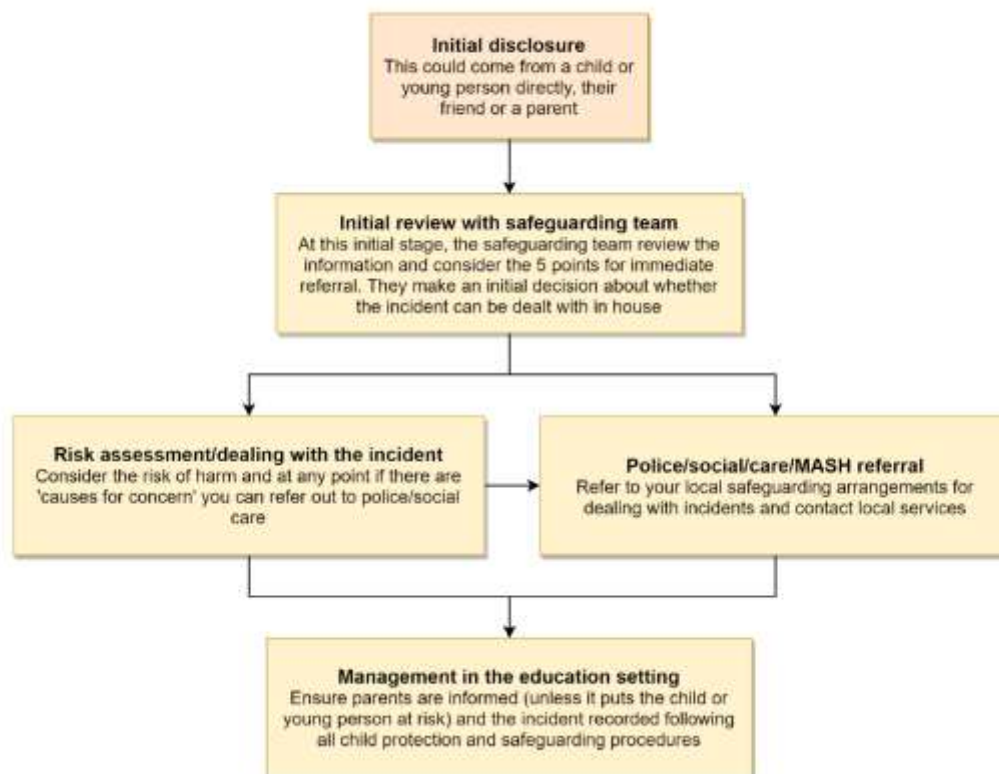 Initial disclosure
This could come from a child or
young person directly, their
friend or a parent
Initial review with safeguarding team
At this initial stage, the safeguarding team review the
information and consider the 5 points for immediate
referral. They make an initial decision about whether
the incident can be dealt with in house
Risk assessment/dealing with the incident
Consider the risk of harm and at any point if there are
'causes for concern' you can refer out to police/social
care
Police/social/care/MASH referral
Refer to your local safeguarding arrangements for
dealing with incidents and contact local services
Management in the education setting
Ensure parents are informed (unless it puts the child or
young person at risk) and the incident recorded following
all child protection and safeguarding procedures